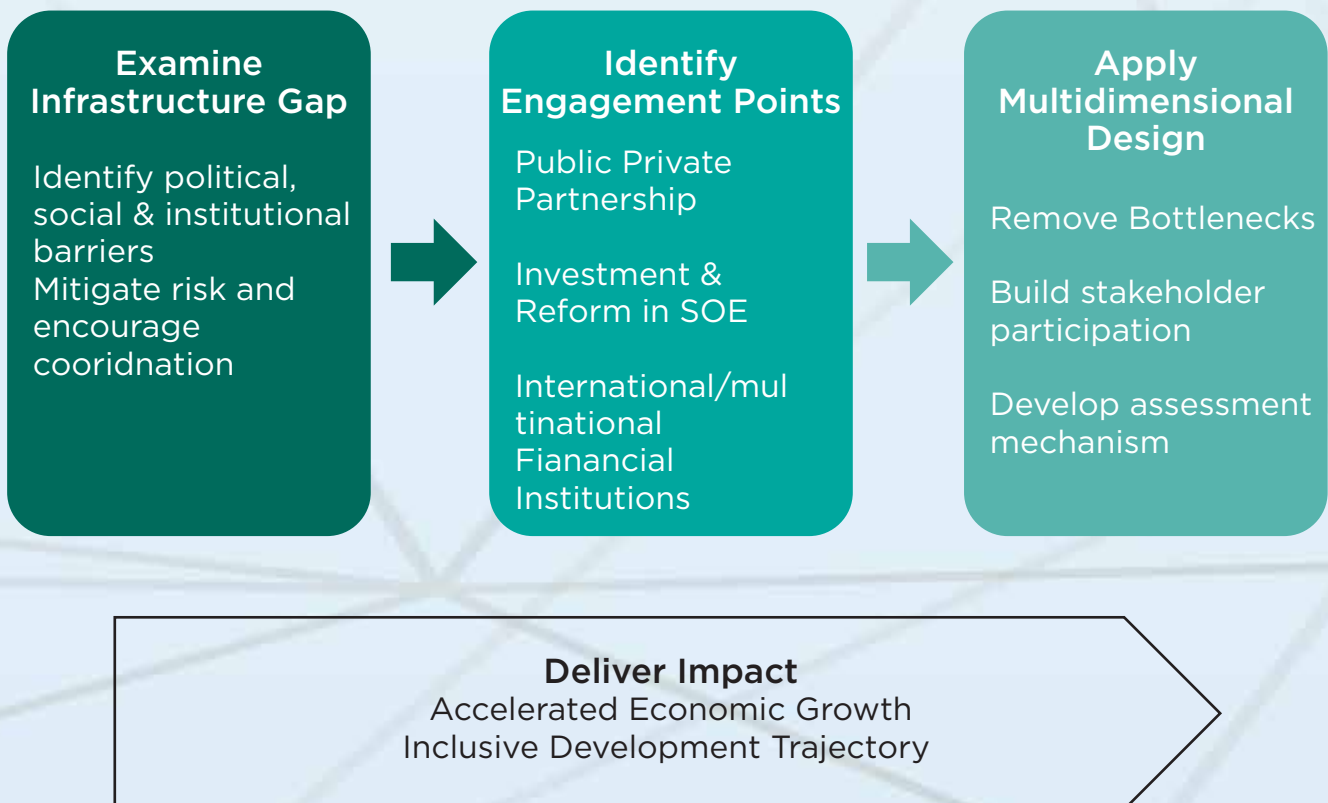 Examine
Infrastructure Gap
Identify political,
social & institutional
barriers
Mitigate risk and
encourage
cooridnation
Identify
Engagement Points
Public Private
Partnership
Investment &
Reform in SOE
International/mul
tinational
Fianancial
Institutions
Apply
Multidimensional
Design
Remove Bottlenecks
Build stakeholder
participation
Develop assessment
mechanism
Deliver Impact
Accelerated Economic Growth
Inclusive Development Trajectory